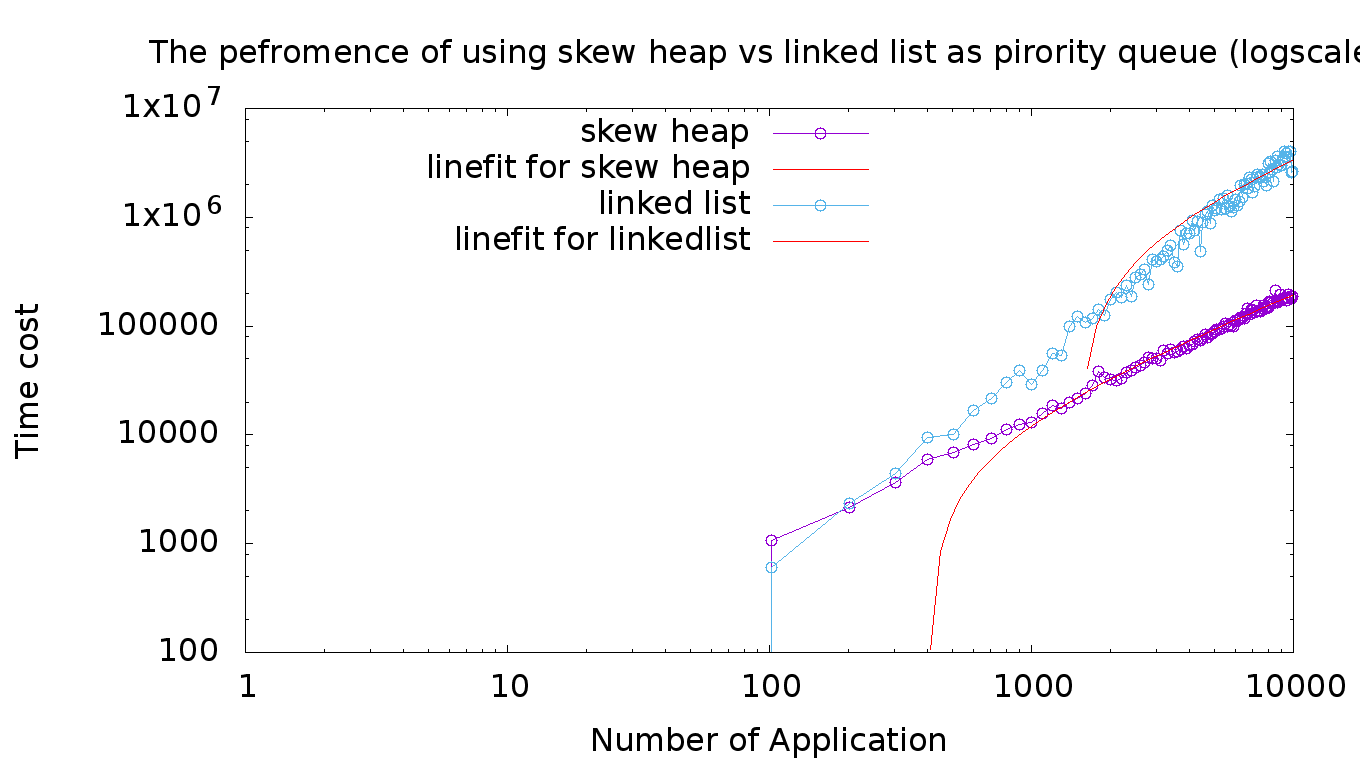 The pefromence of using skew heap vs linked list as pirority queue (logscale
1x10^7
1x10^6
100000
10000
1000
100
Time cost
skew heap
linefit for skew heap
linked list
linefit for linkedlist
1 10 100 1000 10000
Number of Application